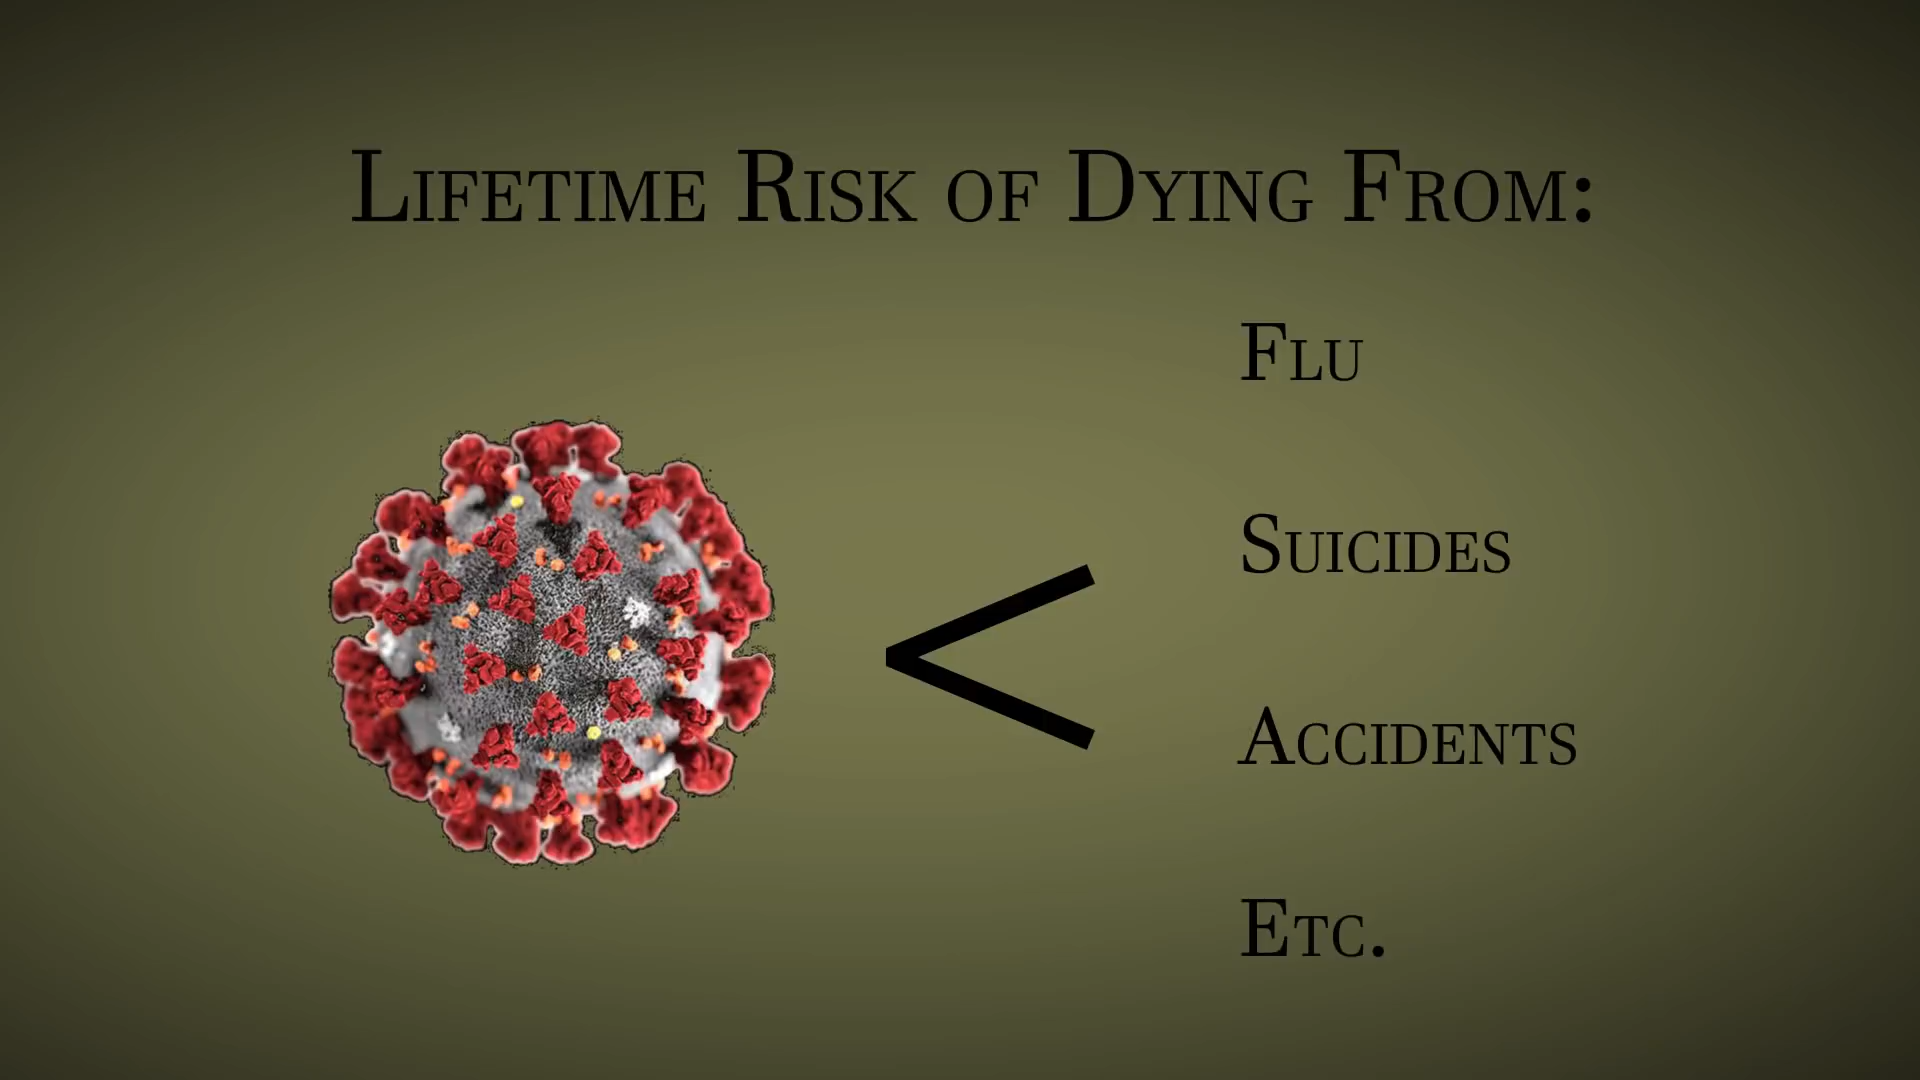 Lifetime Risk of Dying From:
Flu
<
Suicides
Accidents
Etc.